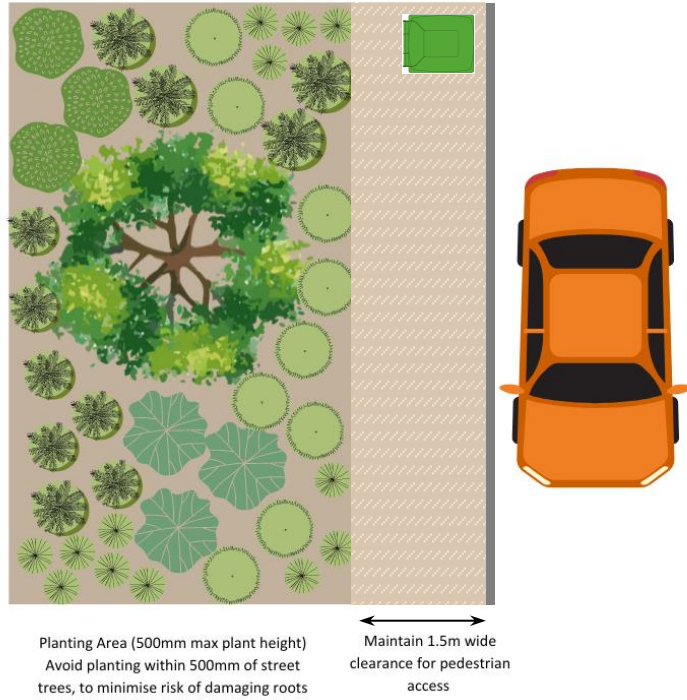 Planting Area (500mm max plant height)
Avoid planting within 500mm of street
trees, to minimise risk of damaging roots
Maintain 1.5m wide
clearance for pedestrian
access